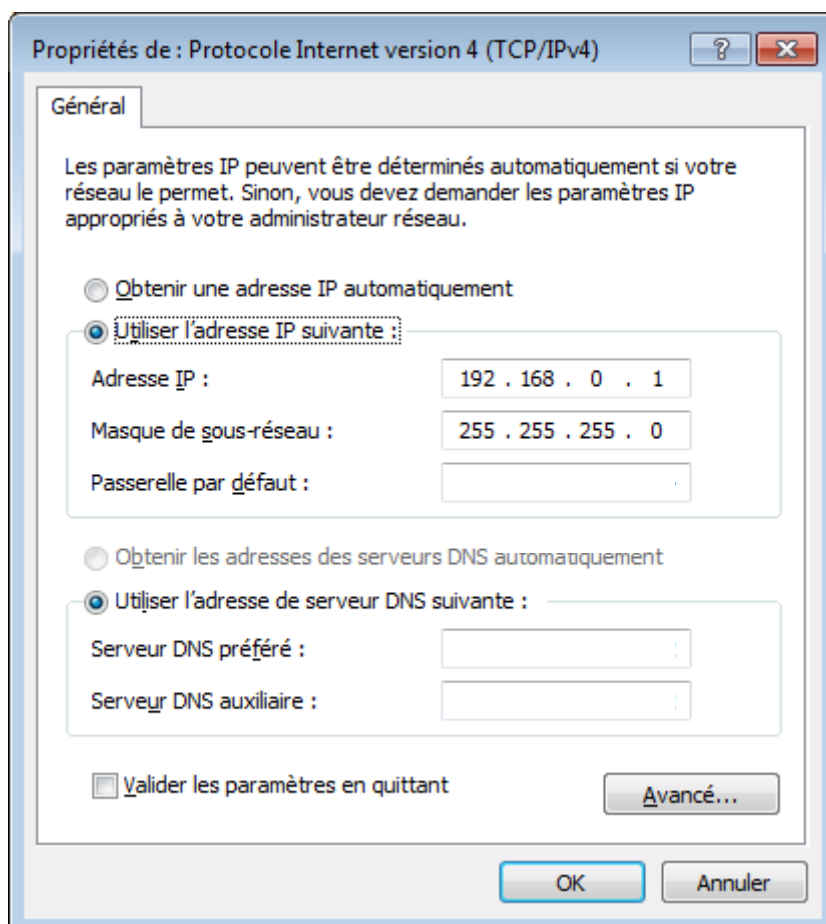 Propriétés de : Protocole Internet version 4 (TCP/IPv4)
Général
Les paramètres IP peuvent être déterminés automatiquement si votre
réseau le permet. Sinon, vous devez demander les paramètres IP
appropriés à votre administrateur réseau.
Obtenir une adresse IP automatiquement
Utiliser l'adresse IP suivante :
Adresse IP : 192 . 168 . 0 . 1
Masque de sous-réseau : 255 . 255 . 255 . 0
Passerelle par défaut :
Obtenir les adresses des serveurs DNS automatiquement
Utiliser l'adresse de serveur DNS suivante :
Serveur DNS préféré :
Serveur DNS auxiliaire :
Valider les paramètres en quittant
Avancé...
OK Annuler